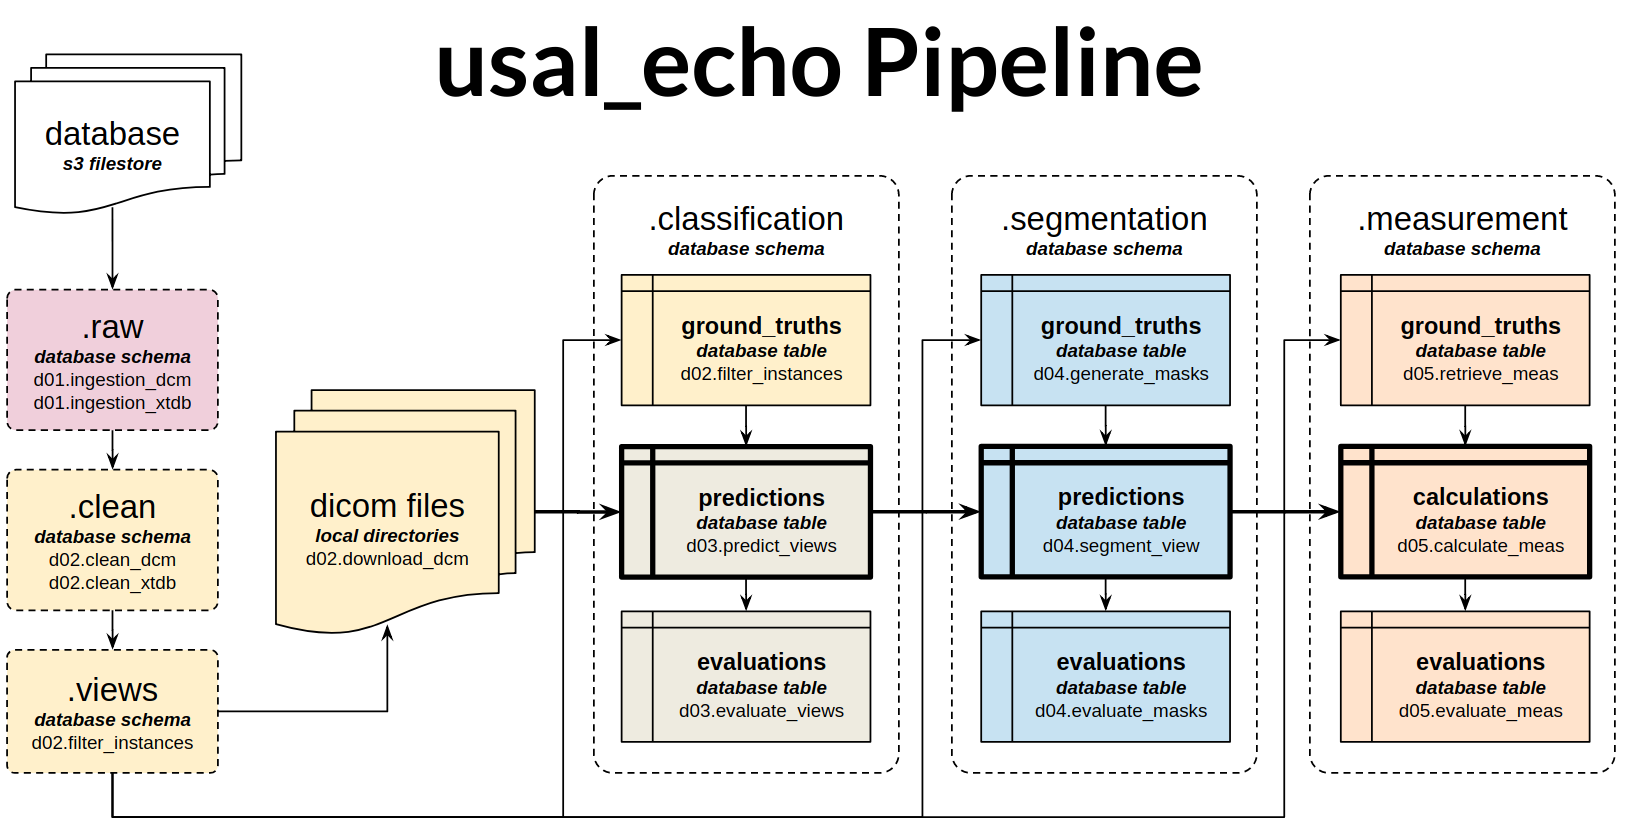 usal_echo Pipeline
database
s3 filestore
.raw
database schema
d01.ingestion_dcm
d01.ingestion_xtdb
.clean
database schema
d02.clean_dcm
d02.clean_xtdb
.views
database schema
d02.filter_instances
dicom files
local directories
d02.download_dcm
.classification
database schema
ground_truths
database table
d02.filter_instances
predictions
database table
d03.predict_views
evaluations
database table
d03.evaluate_views
.segmentation
database schema
ground_truths
database table
d04.generate_masks
predictions
database table
d04.segment_view
evaluations
database table
d04.evaluate_masks
.measurement
database schema
ground_truths
database table
d05.retrieve_meas
calculations
database table
d05.calculate_meas
evaluations
database table
d05.evaluate_meas